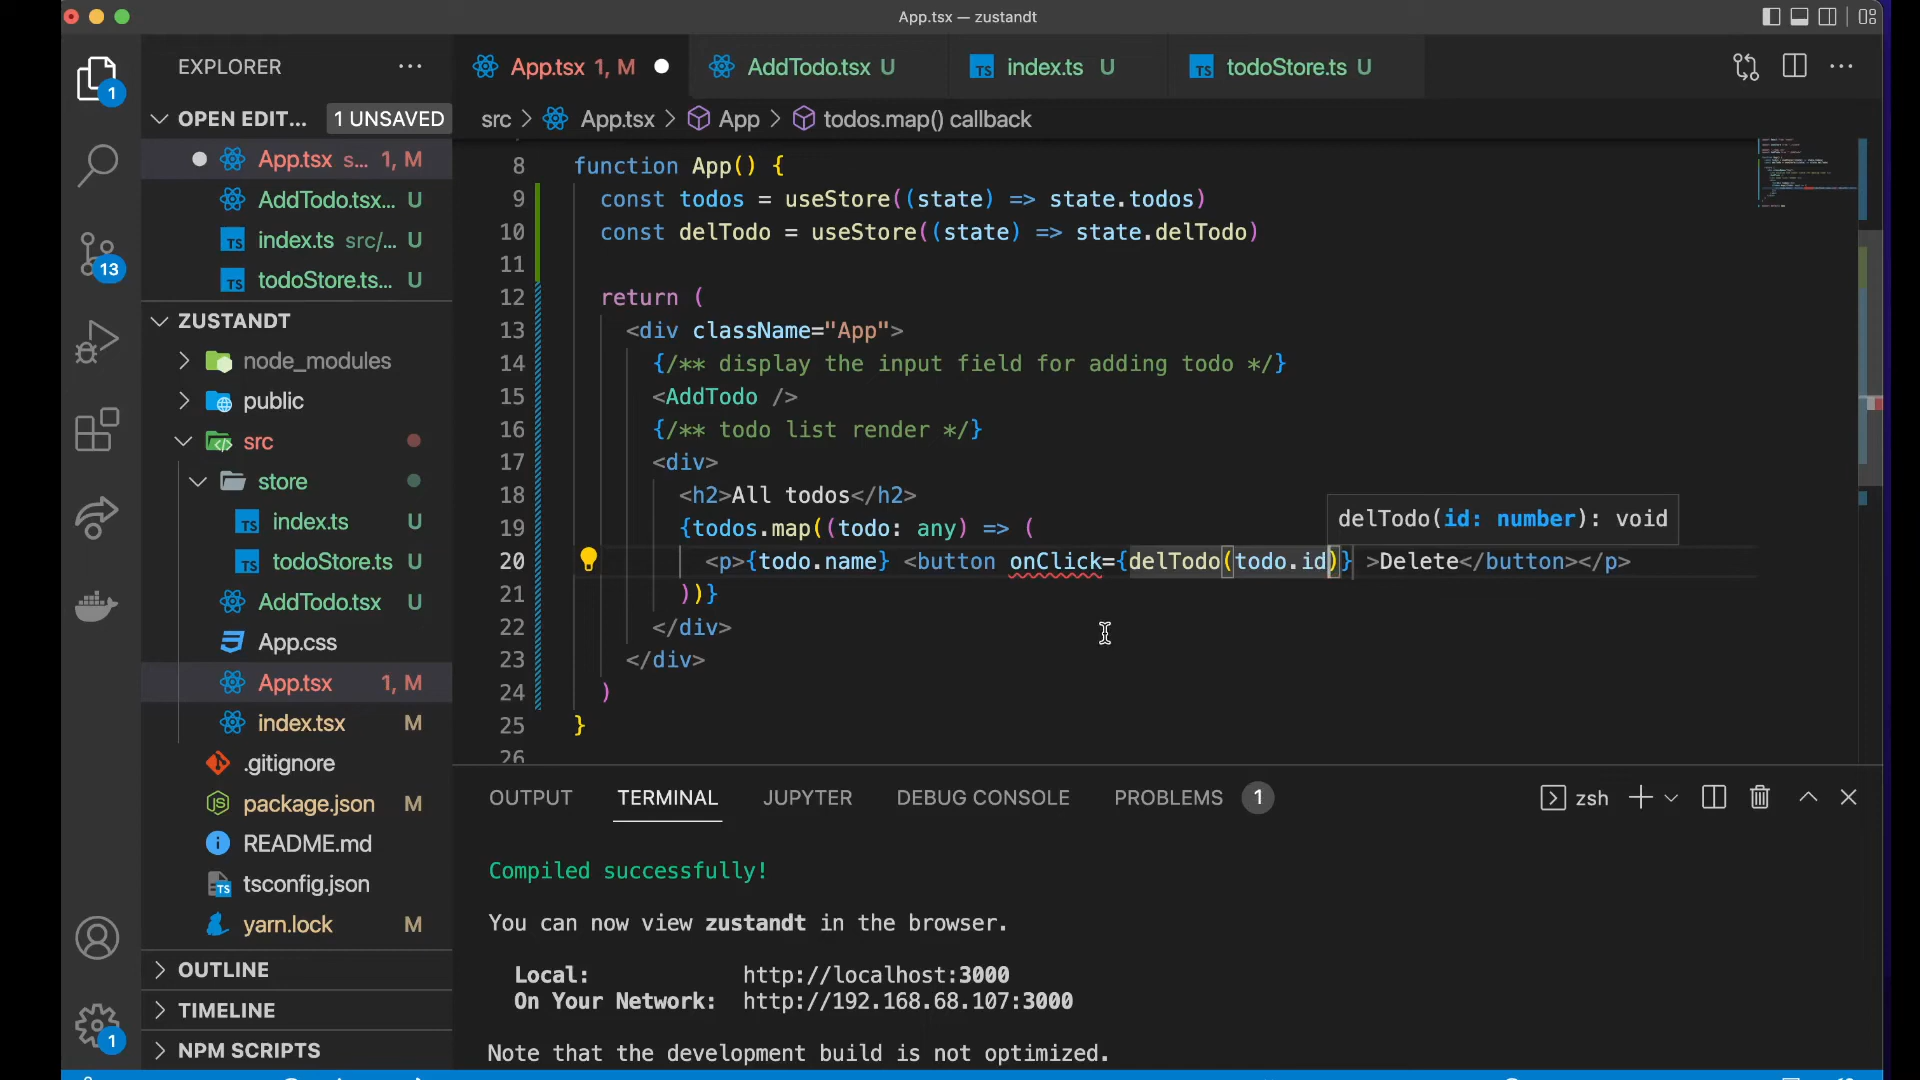 App.tsx — zustandt
EXPLORER
OPEN EDIT... 1 UNSAVED
App.tsx s... 1, M
AddTodo.tsx... U
index.ts src/... U
todoStore.ts... U
ZUSTANDT
node_modules
public
src
store
index.ts U
todoStore.ts U
AddTodo.tsx U
App.css
App.tsx 1, M
index.tsx M
.gitignore
package.json M
README.md
tsconfig.json
yarn.lock M
OUTLINE
TIMELINE
NPM SCRIPTS
1
13
1
App.tsx 1, M
AddTodo.tsx U
index.ts U
todoStore.ts U
src > App.tsx > App > todos.map() callback
8 function App() {
9 const todos = useStore((state) => state.todos)
10 const delTodo = useStore((state) => state.delTodo)
11
12 return (
13 <div className="App">
14 {/** display the input field for adding todo */}
15 <AddTodo />
16 {/** todo list render */}
17 <div>
18 <h2>All todos</h2>
19 {todos.map((todo: any) => (
delTodo(id: number): void
20 <p>{todo.name} <button onClick={delTodo(todo.id)} >Delete</button></p>
21 ))}
22 </div>
23 </div>
24 )
25 }
26
OUTPUT TERMINAL JUPYTER DEBUG CONSOLE PROBLEMS 1
zsh
Compiled successfully!
You can now view zustandt in the browser.
Local: http://localhost:3000
On Your Network: http://192.168.68.107:3000
Note that the development build is not optimized.